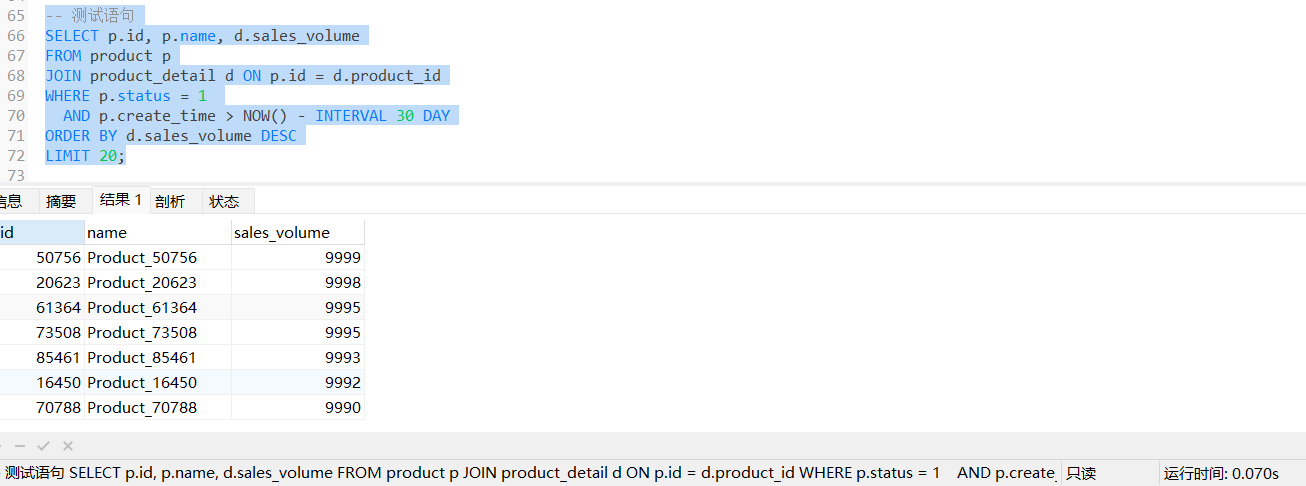 65 -- 测试语句
66 SELECT p.id, p.name, d.sales_volume
67 FROM product p
68 JOIN product_detail d ON p.id = d.product_id
69 WHERE p.status = 1
70 AND p.create_time > NOW() - INTERVAL 30 DAY
71 ORDER BY d.sales_volume DESC
72 LIMIT 20;
73
信息 摘要 结果 1 剖析 状态
id name sales_volume
50756 Product_50756 9999
20623 Product_20623 9998
61364 Product_61364 9995
73508 Product_73508 9995
85461 Product_85461 9993
16450 Product_16450 9992
70788 Product_70788 9990
测试语句 SELECT p.id, p.name, d.sales_volume FROM product p JOIN product_detail d ON p.id = d.product_id WHERE p.status = 1 AND p.create_ 只读 运行时间: 0.070s